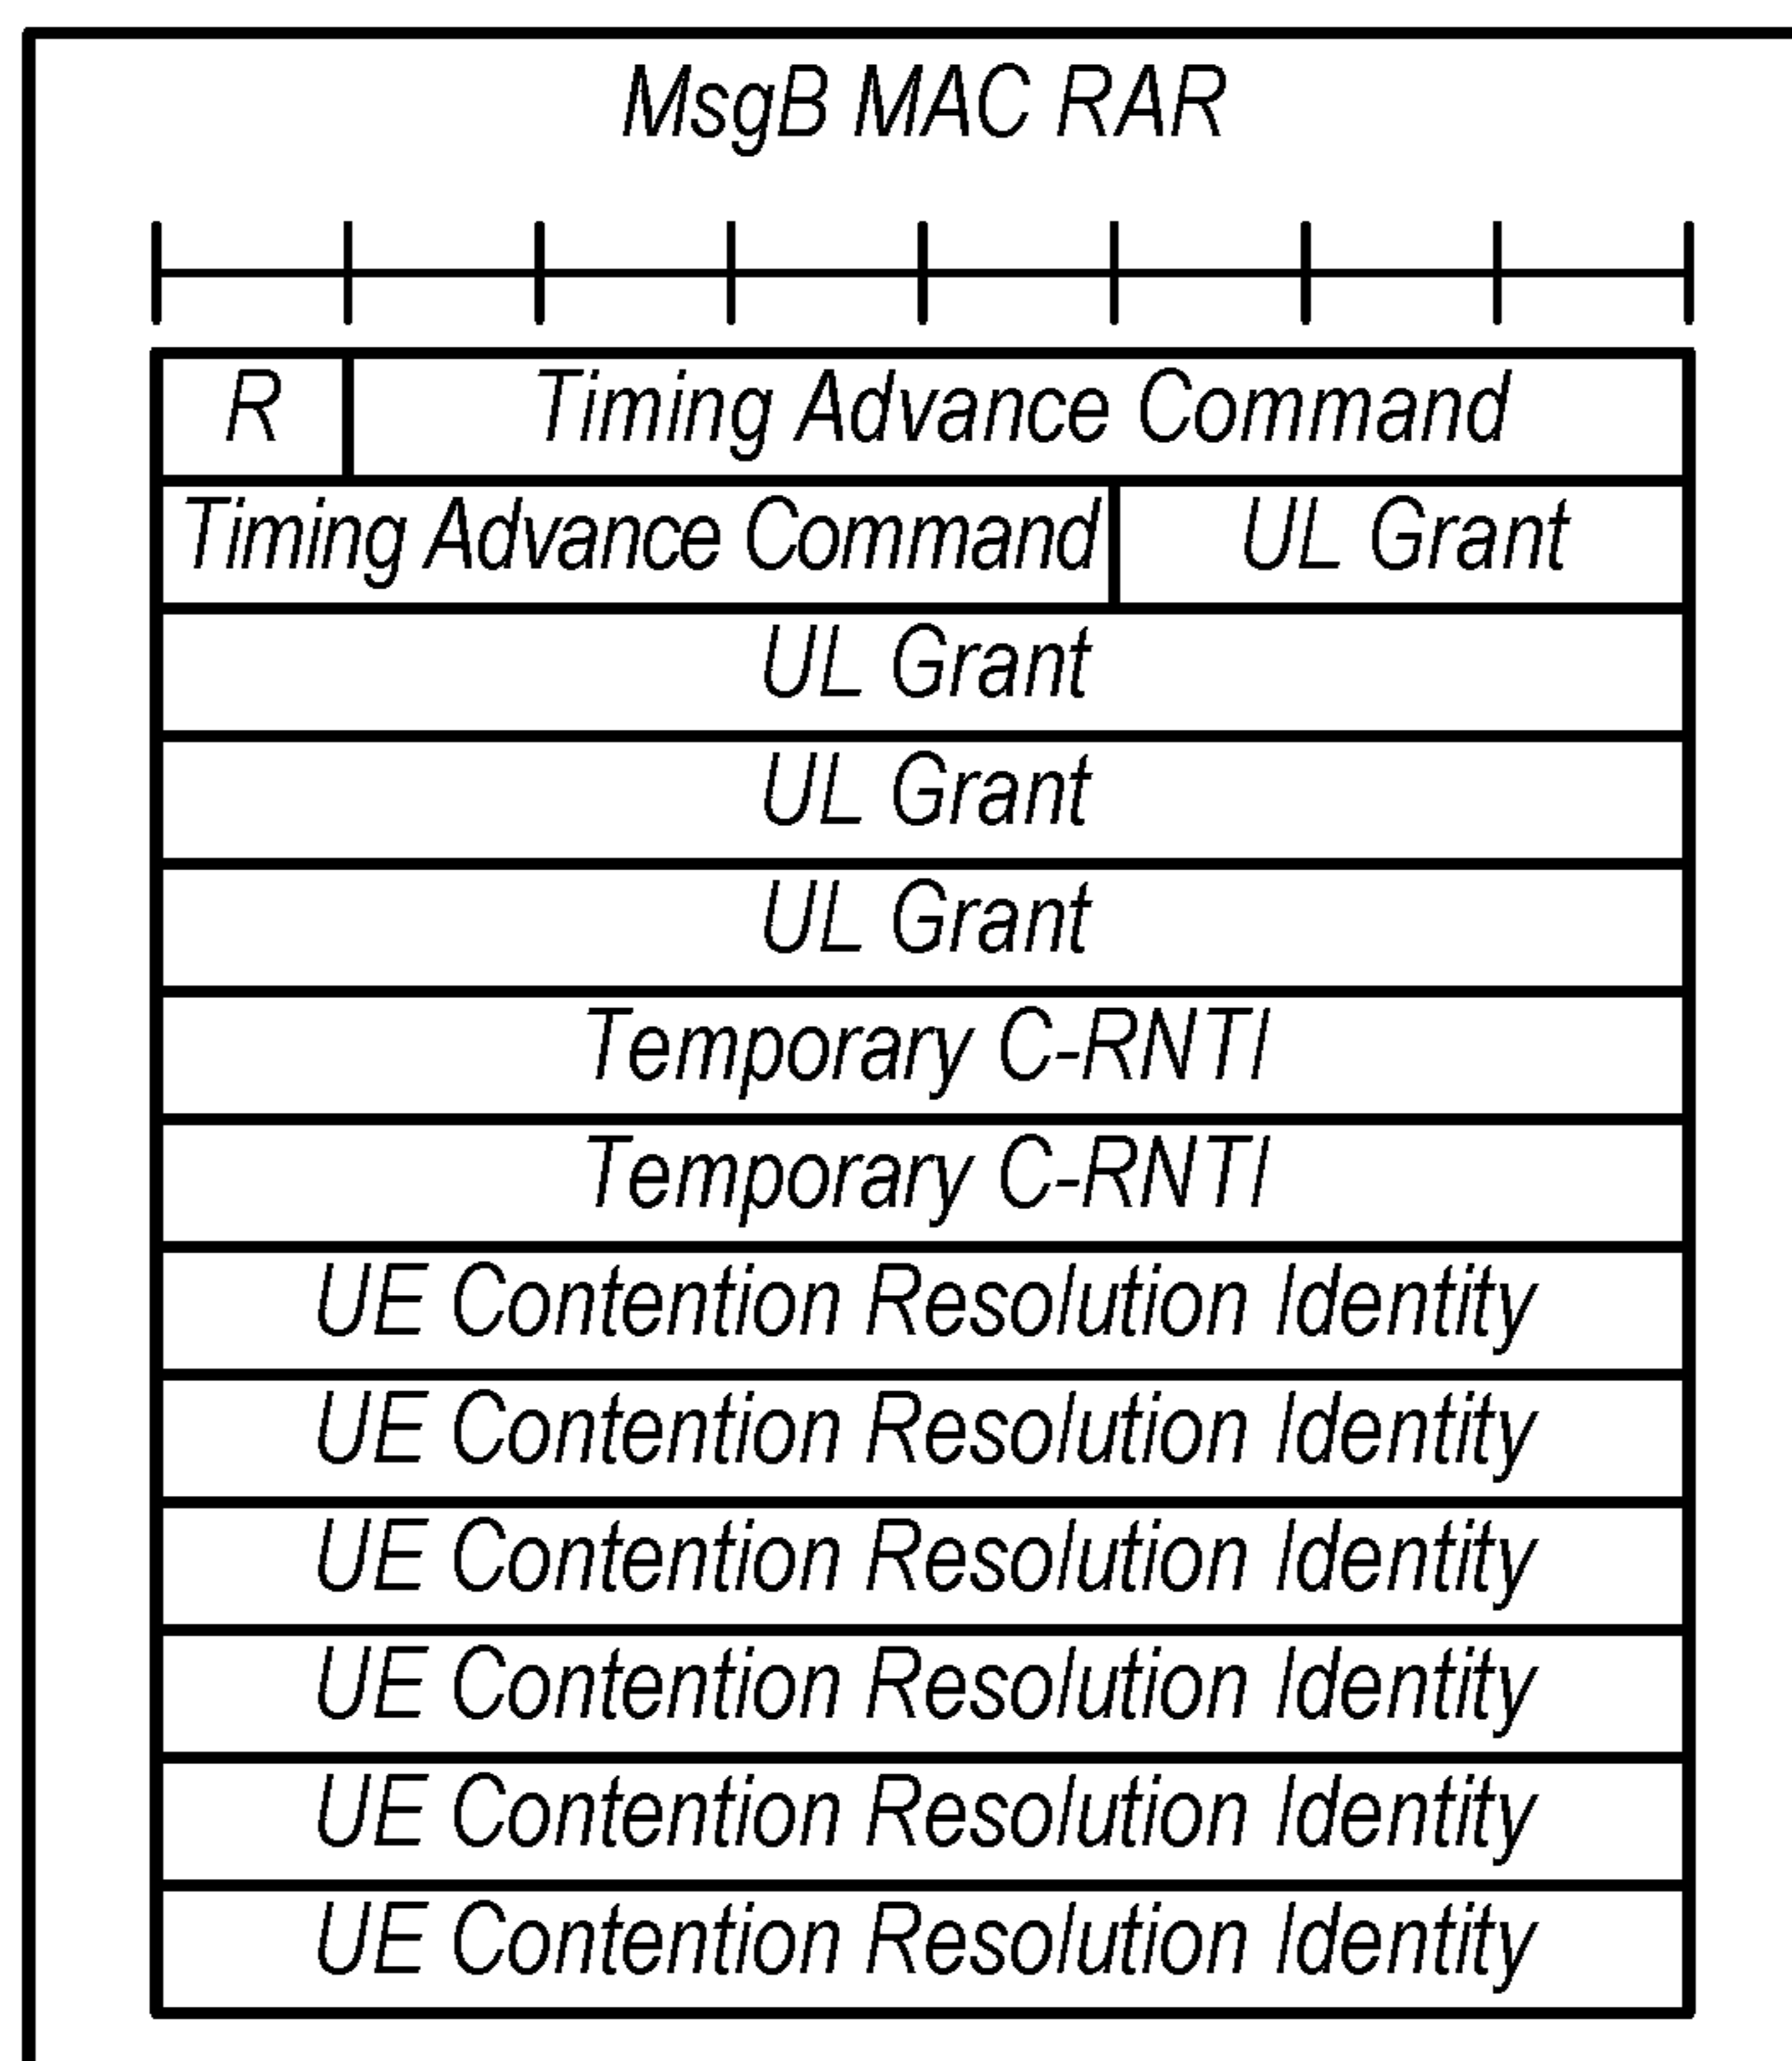 MsgB MAC RAR
R Timing Advance Command
Timing Advance Command UL Grant
UL Grant
UL Grant
UL Grant
Temporary C-RNTI
Temporary C-RNTI
UE Contention Resolution Identity
UE Contention Resolution Identity
UE Contention Resolution Identity
UE Contention Resolution Identity
UE Contention Resolution Identity
UE Contention Resolution Identity